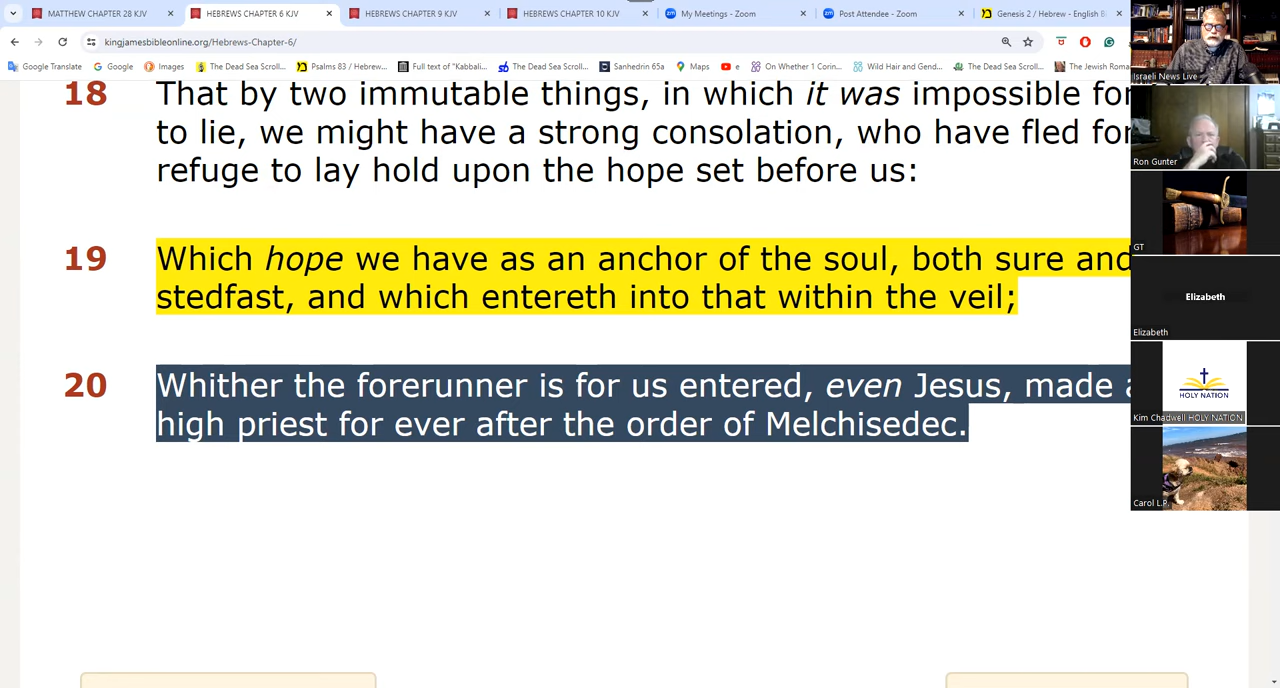 MATTHEW CHAPTER 28 KJV
HEBREWS CHAPTER 6 KJV
HEBREWS CHAPTER 9 KJV
HEBREWS CHAPTER 10 KJV
My Meetings - Zoom
Post Attendee - Zoom
Genesis 2 / Hebrew - English B
kingjamesbibleonline.org/Hebrews-Chapter-6/
Google Translate
Google
Images
The Dead Sea Scroll...
Psalms 83 / Hebrew...
Full text of "Kabbali...
The Dead Sea Scroll...
Sanhedrin 65a
Maps
e
On Whether 1 Corin...
Wild Hair and Gend...
The Dead Sea Scroll...
The Jewish Roma
18 That by two immutable things, in which it was impossible for
to lie, we might have a strong consolation, who have fled for
refuge to lay hold upon the hope set before us:
19 Which hope we have as an anchor of the soul, both sure and
stedfast, and which entereth into that within the veil;
20 Whither the forerunner is for us entered, even Jesus, made a
high priest for ever after the order of Melchisedec.
Israeli News Live
Ron Gunter
GT
Elizabeth
Elizabeth
HOLY NATION
Kim Chadwell HOLY NATION
Carol L.P.